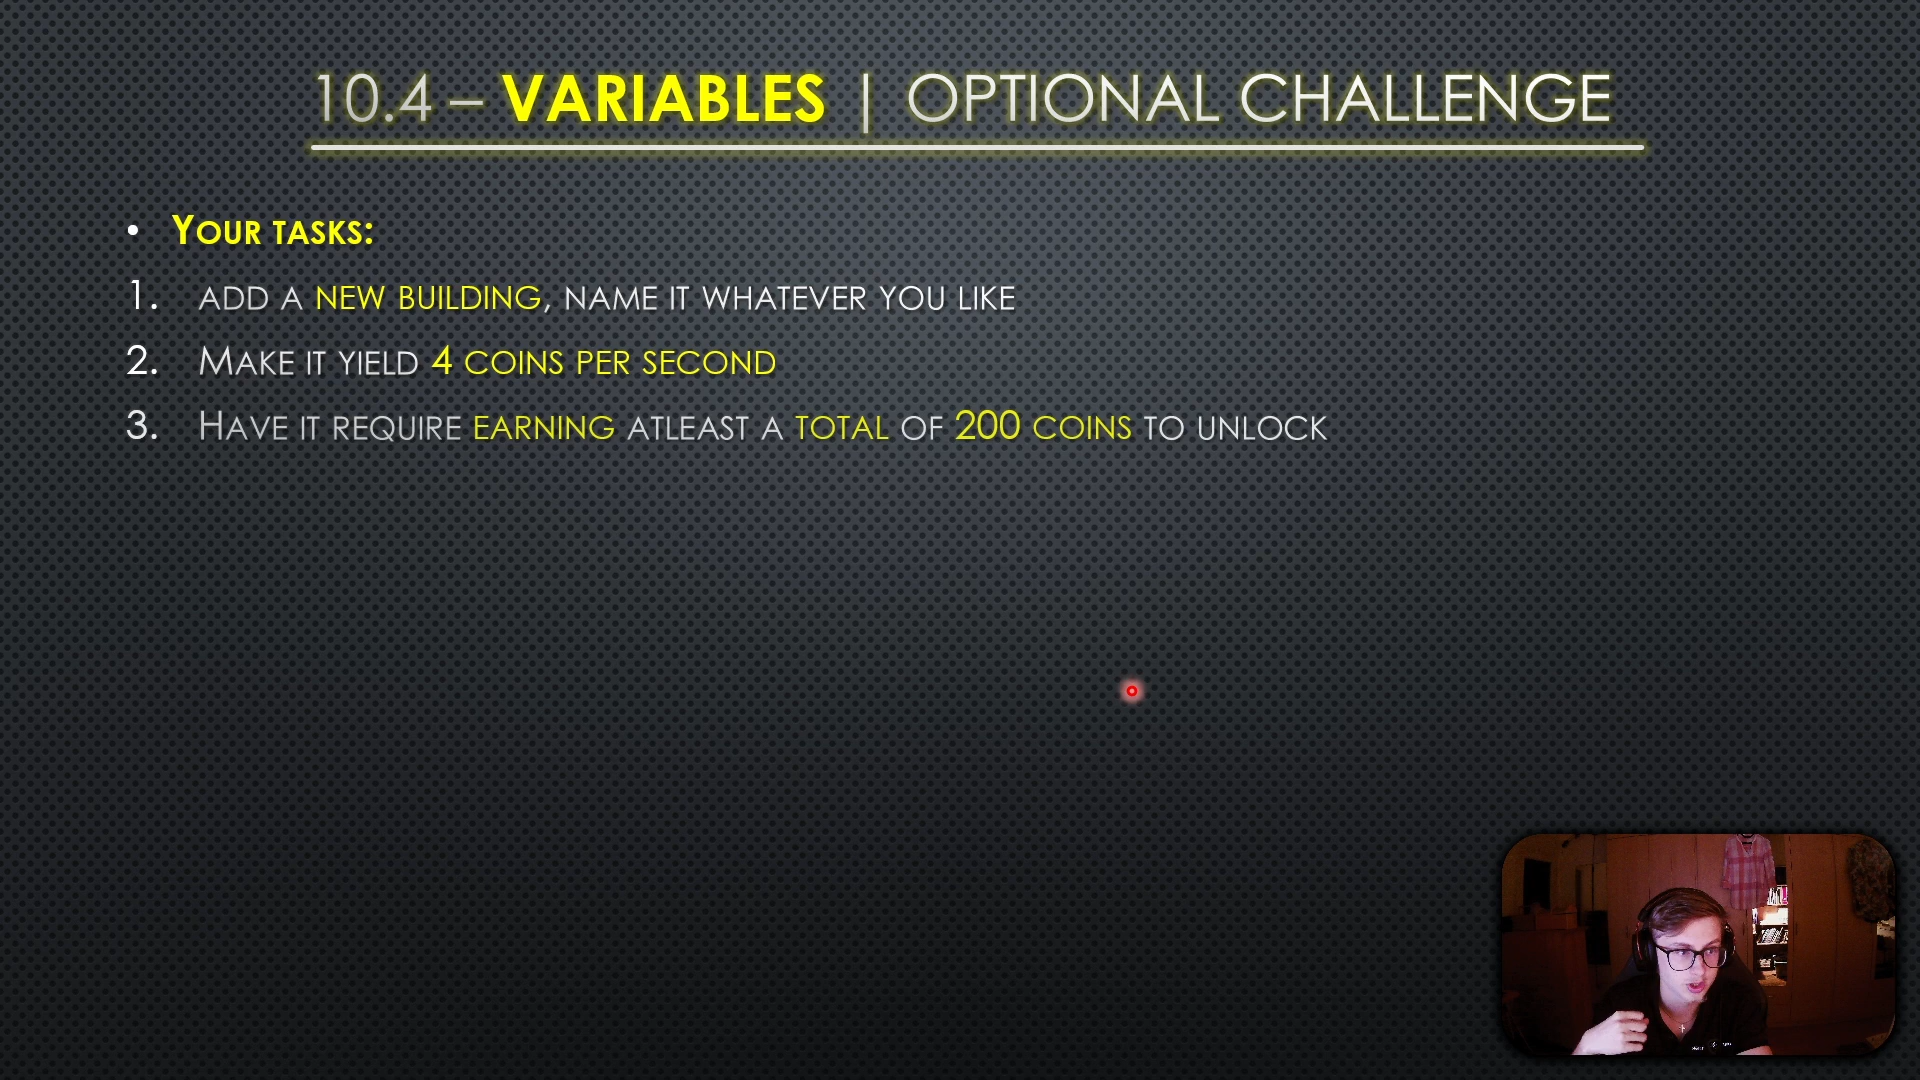 10.4 – VARIABLES | OPTIONAL CHALLENGE
• YOUR TASKS:
1. ADD A NEW BUILDING, NAME IT WHATEVER YOU LIKE
2. MAKE IT YIELD 4 COINS PER SECOND
3. HAVE IT REQUIRE EARNING ATLEAST A TOTAL OF 200 COINS TO UNLOCK